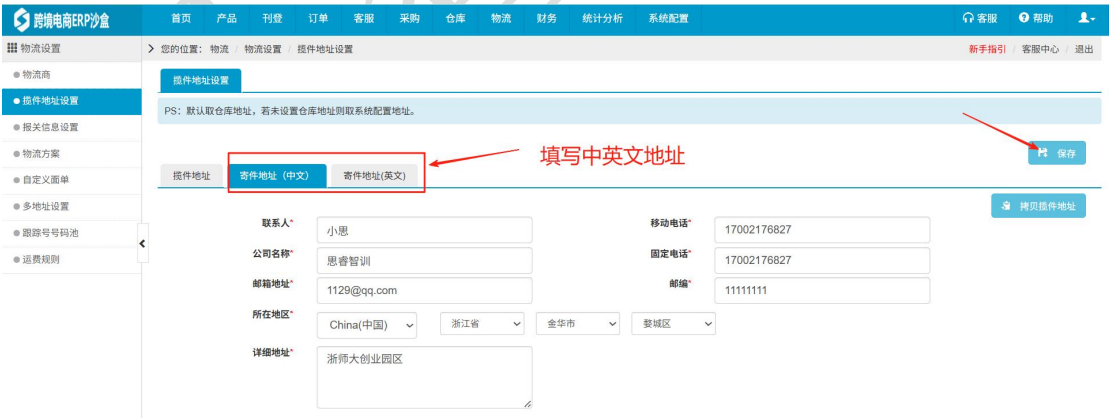 跨境电商ERP沙盒 首页 产品 刊登 订单 客服 采购 仓库 物流 财务 统计分析 系统配置 客服 帮助
物流设置 您的位置: 物流 / 物流设置 / 揽件地址设置 新手指引 / 客服中心 / 退出
物流商
揽件地址设置
揽件地址设置
PS: 默认取仓库地址, 若未设置仓库地址则取系统配置地址。
报关信息设置
物流方案
填写中英文地址
保存
自定义面单
揽件地址 寄件地址 (中文) 寄件地址(英文)
多地址设置
拷贝揽件地址
跟踪号号码池
运费规则
联系人* 小思 移动电话* 17002176827
公司名称* 思睿智训 固定电话* 17002176827
邮箱地址* 1129@qq.com 邮编* 11111111
所在地区* China(中国) 浙江省 金华市 婺城区
详细地址* 浙师大创业园区